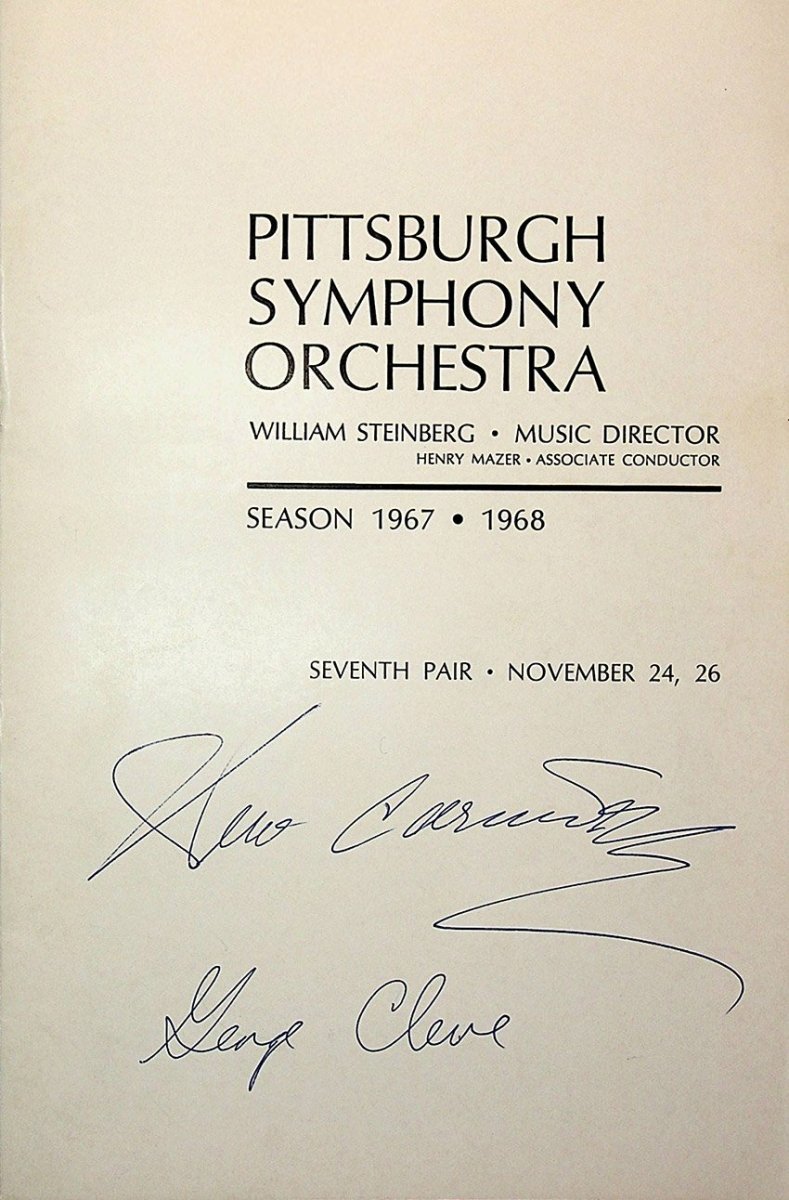 PITTSBURGH
SYMPHONY
ORCHESTRA
WILLIAM STEINBERG • MUSIC DIRECTOR
HENRY MAZER • ASSOCIATE CONDUCTOR
SEASON 1967 • 1968
SEVENTH PAIR • NOVEMBER 24, 26
George Cleve